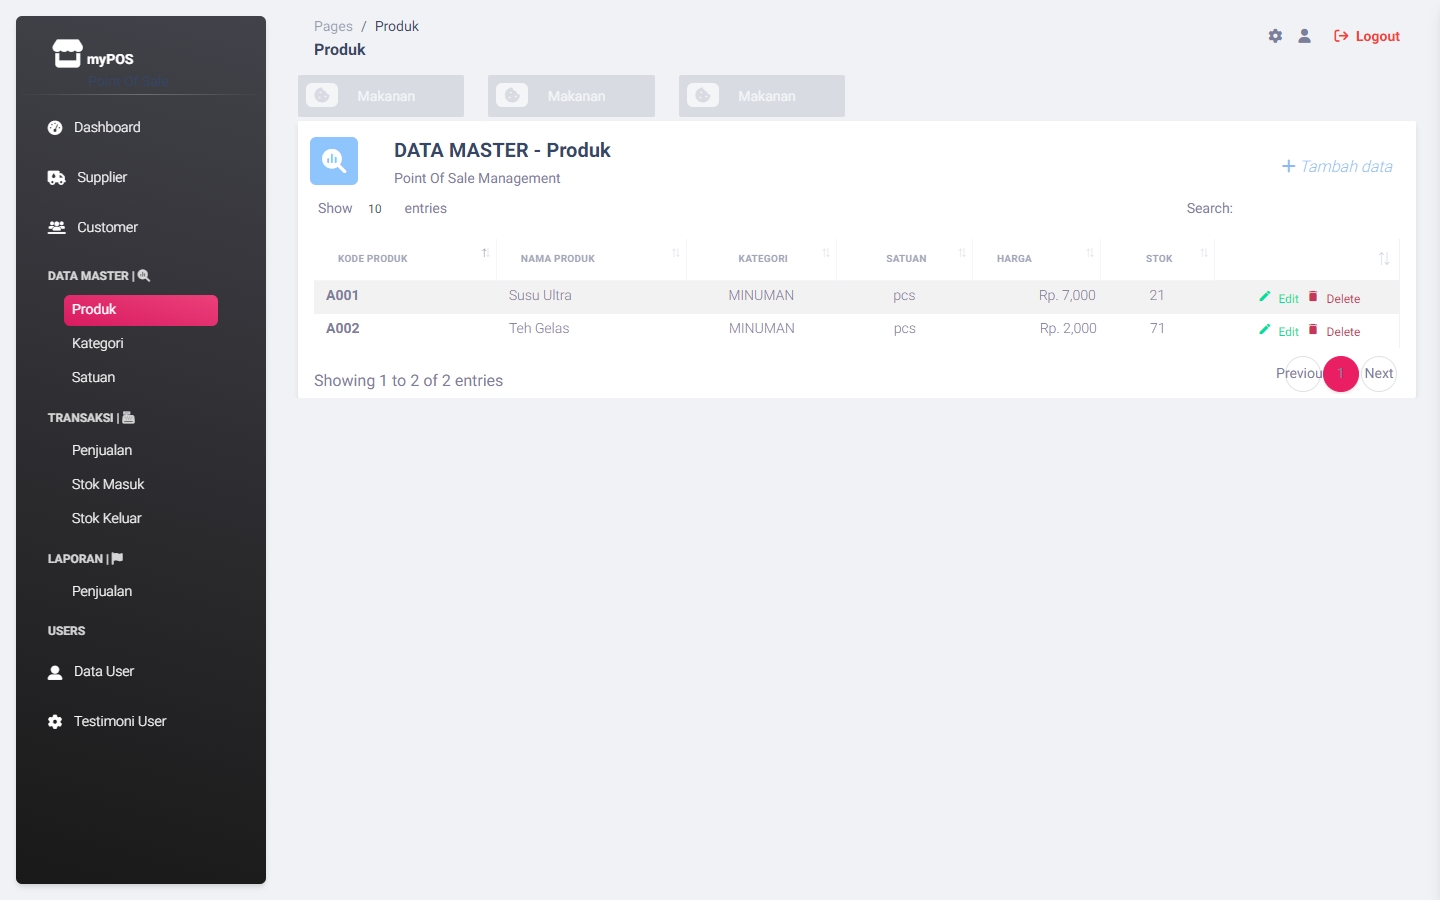 myPOS
Point Of Sale
Dashboard
Supplier
Customer
DATA MASTER |
Produk
Kategori
Satuan
TRANSAKSI |
Penjualan
Stok Masuk
Stok Keluar
LAPORAN |
Penjualan
USERS
Data User
Testimoni User
Pages / Produk
Produk
Logout
Makanan Makanan Makanan
DATA MASTER - Produk
Point Of Sale Management
+ Tambah data
Show 10 entries Search:
KODE PRODUK NAMA PRODUK KATEGORI SATUAN HARGA STOK
A001 Susu Ultra MINUMAN pcs Rp. 7,000 21 Edit Delete
A002 Teh Gelas MINUMAN pcs Rp. 2,000 71 Edit Delete
Showing 1 to 2 of 2 entries Previou 1 Next